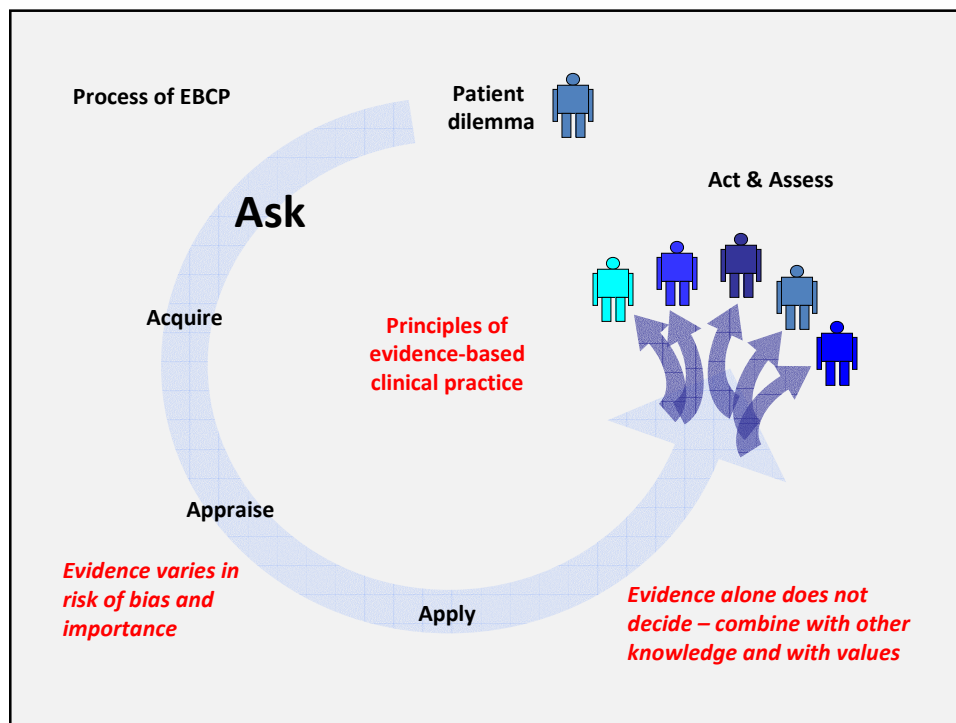 Process of EBCP
Patient
dilemma
Act & Assess
Ask
Acquire
Principles of
evidence-based
clinical practice
Appraise
Evidence varies in
risk of bias and
importance
Apply
Evidence alone does not
decide – combine with other
knowledge and with values